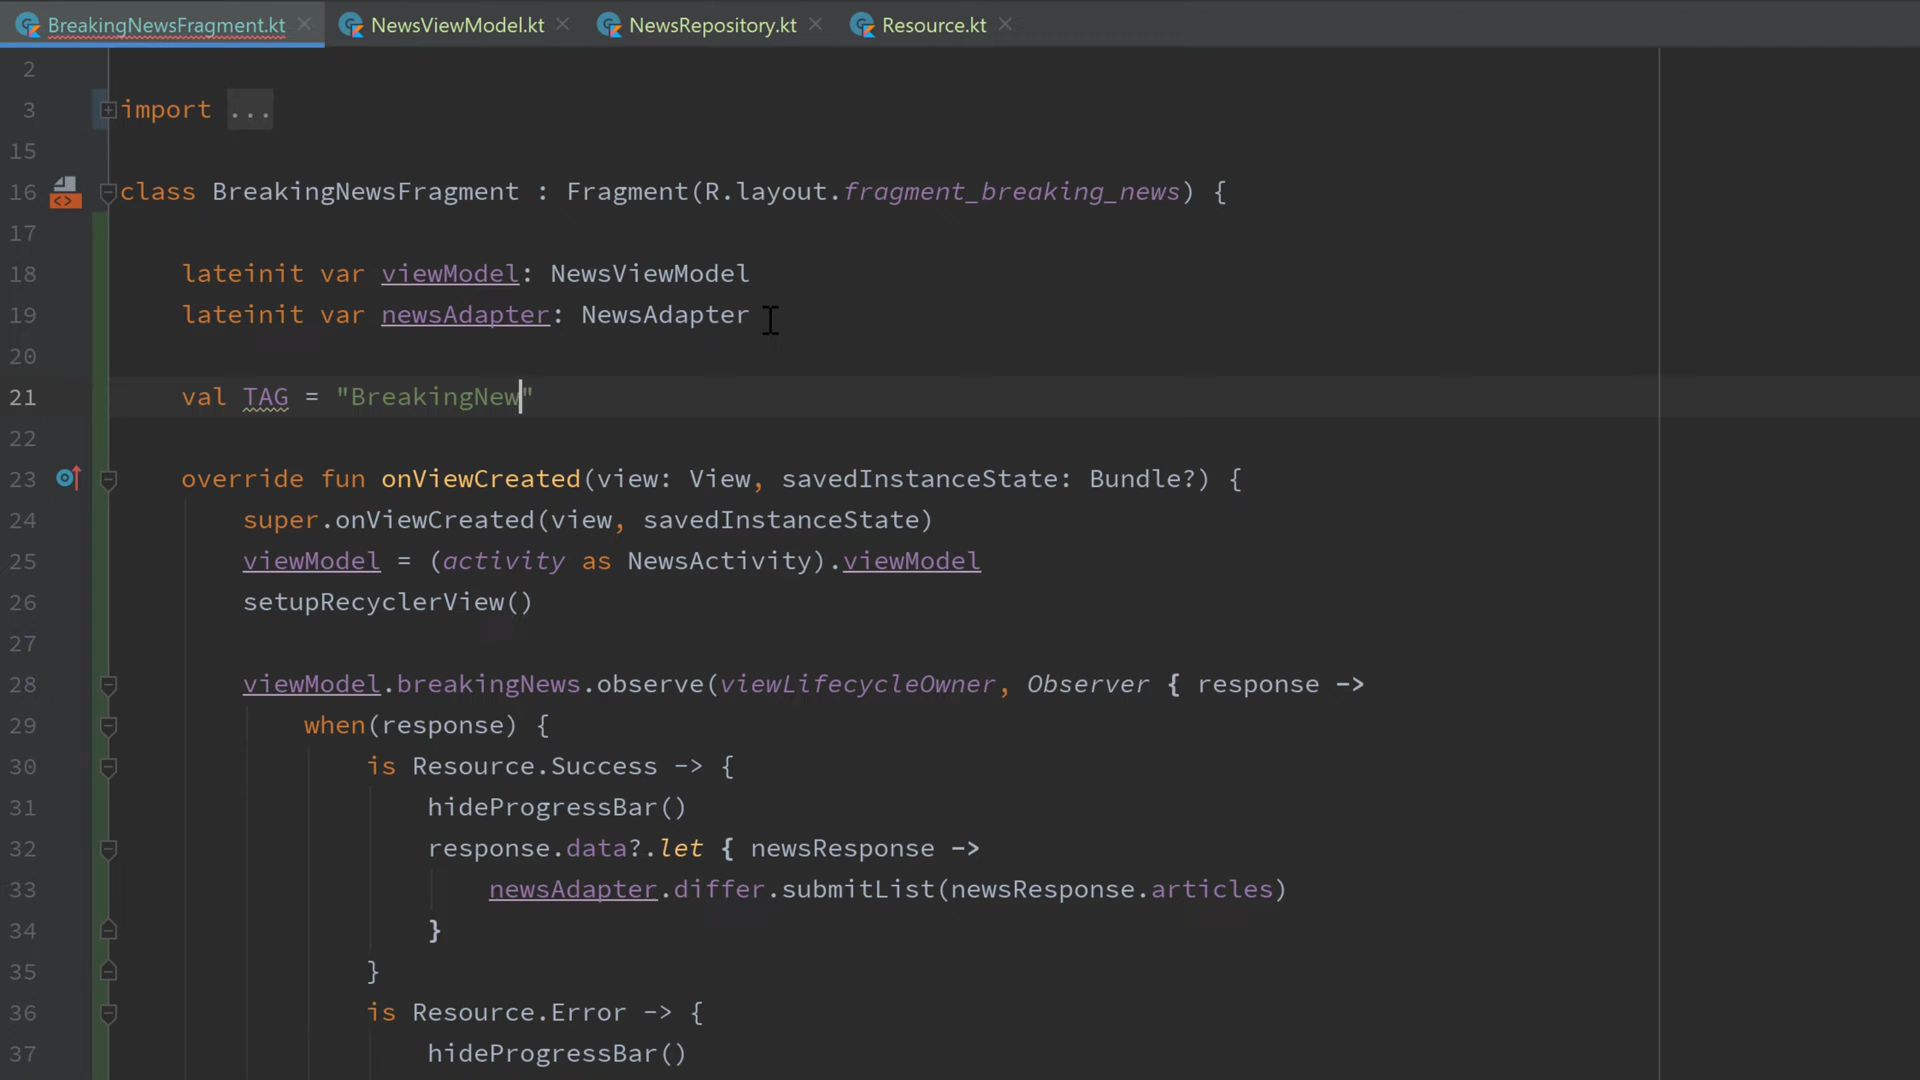 BreakingNewsFragment.kt NewsViewModel.kt NewsRepository.kt Resource.kt
2
3 import ...
15
16 class BreakingNewsFragment : Fragment(R.layout.fragment_breaking_news) {
17
18 lateinit var viewModel: NewsViewModel
19 lateinit var newsAdapter: NewsAdapter
20
21 val TAG = "BreakingNew"
22
23 override fun onViewCreated(view: View, savedInstanceState: Bundle?) {
24 super.onViewCreated(view, savedInstanceState)
25 viewModel = (activity as NewsActivity).viewModel
26 setupRecyclerView()
27
28 viewModel.breakingNews.observe(viewLifecycleOwner, Observer { response ->
29 when(response) {
30 is Resource.Success -> {
31 hideProgressBar()
32 response.data?.let { newsResponse ->
33 newsAdapter.differ.submitList(newsResponse.articles)
34 }
35 }
36 is Resource.Error -> {
37 hideProgressBar()